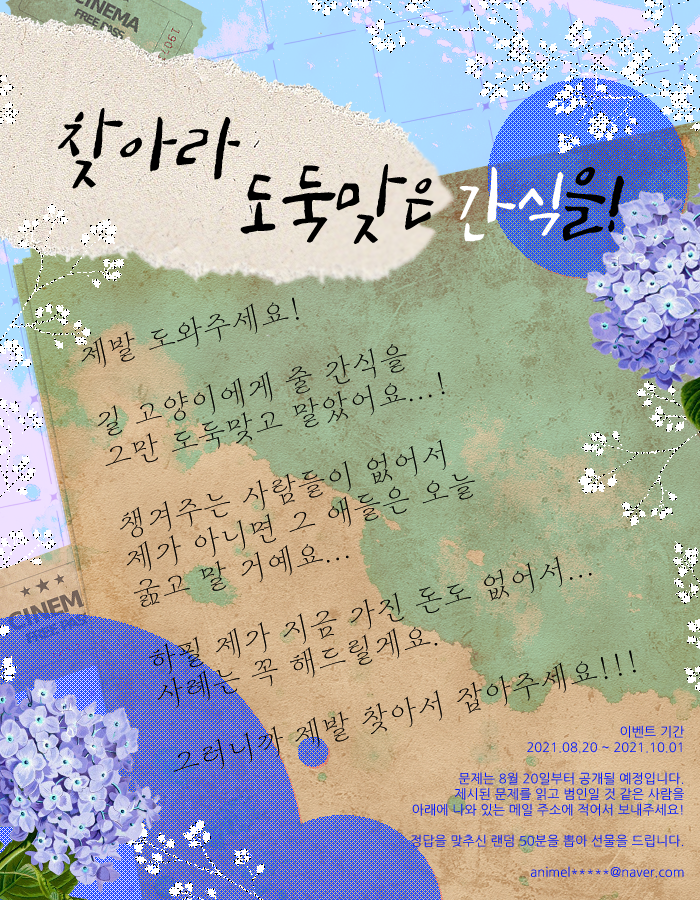 CINEMA
FREE PASS
1907
찾아라
도둑맞은 간식을!
제발 도와주세요!
길 고양이에게 줄 간식을
그만 도둑맞고 말았어요...!
챙겨주는 사람들이 없어서
제가 아니면 그 애들은 오늘
굶고 말 거예요...
하필 제가 지금 가진 돈도 없어서...
사례는 꼭 해드릴게요.
그러니까 제발 찾아서 잡아주세요!!!
CINEM
FREE PASS
이벤트 기간
2021.08.20 ~ 2021.10.01
문제는 8월 20일부터 공개될 예정입니다.
제시된 문제를 읽고 범인일 것 같은 사람을
아래에 나와 있는 메일 주소에 적어서 보내주세요!
정답을 맞추신 랜덤 50분을 뽑아 선물을 드립니다.
animel*****@naver.com